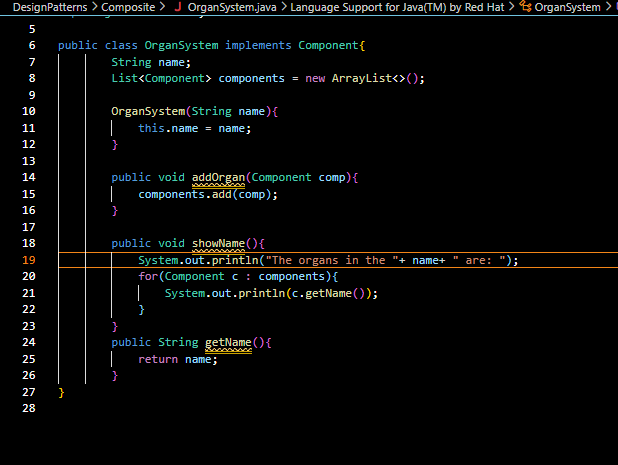 DesignPatterns > Composite > J OrganSystem.java > Language Support for Java(TM) by Red Hat > OrganSystem >
5
6 public class OrganSystem implements Component{
7 String name;
8 List<Component> components = new ArrayList<>();
9
10 OrganSystem(String name){
11 this.name = name;
12 }
13
14 public void addOrgan(Component comp){
15 components.add(comp);
16 }
17
18 public void showName(){
19 System.out.println("The organs in the "+ name+ " are: ");
20 for(Component c : components){
21 System.out.println(c.getName());
22 }
23 }
24 public String getName(){
25 return name;
26 }
27 }
28